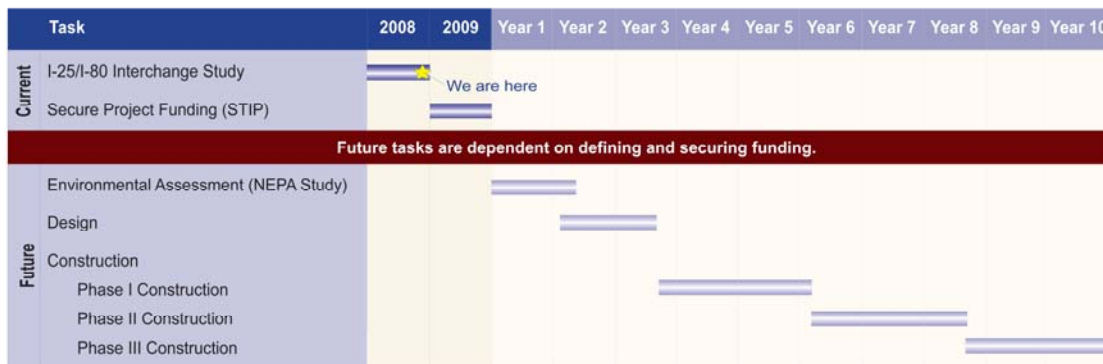 Task 2008 2009 Year 1 Year 2 Year 3 Year 4 Year 5 Year 6 Year 7 Year 8 Year 9 Year 10
Current
I-25/I-80 Interchange Study
We are here
Secure Project Funding (STIP)
Future tasks are dependent on defining and securing funding.
Future
Environmental Assessment (NEPA Study)
Design
Construction
Phase I Construction
Phase II Construction
Phase III Construction